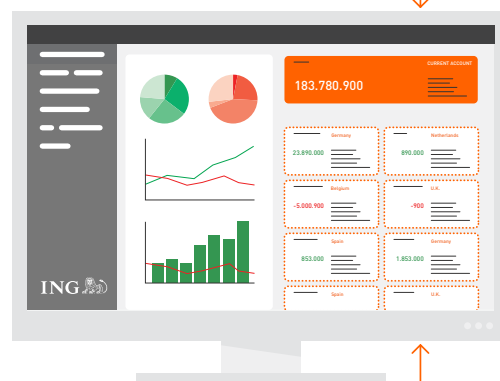 CURRENT ACCOUNT
183.780.900
Germany
23.890.000
Netherlands
890.000
Belgium
-5.000.900
U.K.
-900
Spain
853.000
Germany
1.853.000
Spain
U.K.
ING